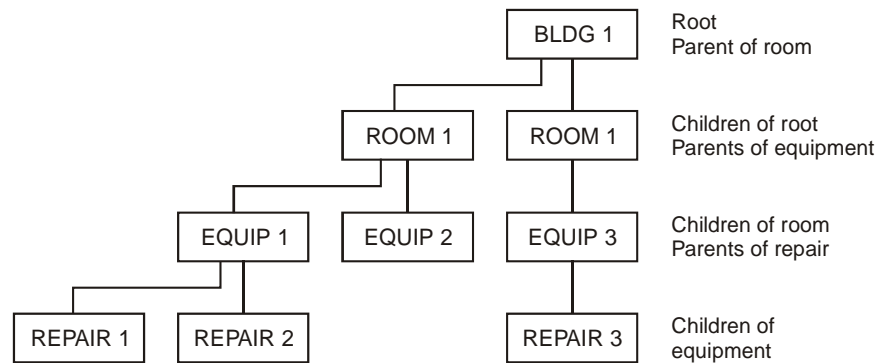 BLDG 1
Root
Parent of room
ROOM 1
ROOM 1
Children of root
Parents of equipment
EQUIP 1
EQUIP 2
EQUIP 3
Children of room
Parents of repair
REPAIR 1
REPAIR 2
REPAIR 3
Children of
equipment